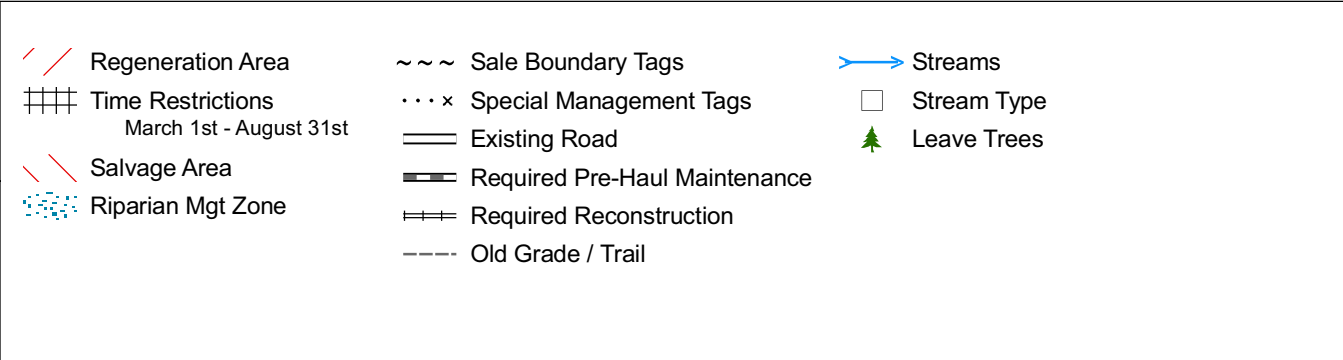 Regeneration Area
Time Restrictions
March 1st - August 31st
Salvage Area
Riparian Mgt Zone
Sale Boundary Tags
Special Management Tags
Existing Road
Required Pre-Haul Maintenance
Required Reconstruction
Old Grade / Trail
Streams
Stream Type
Leave Trees